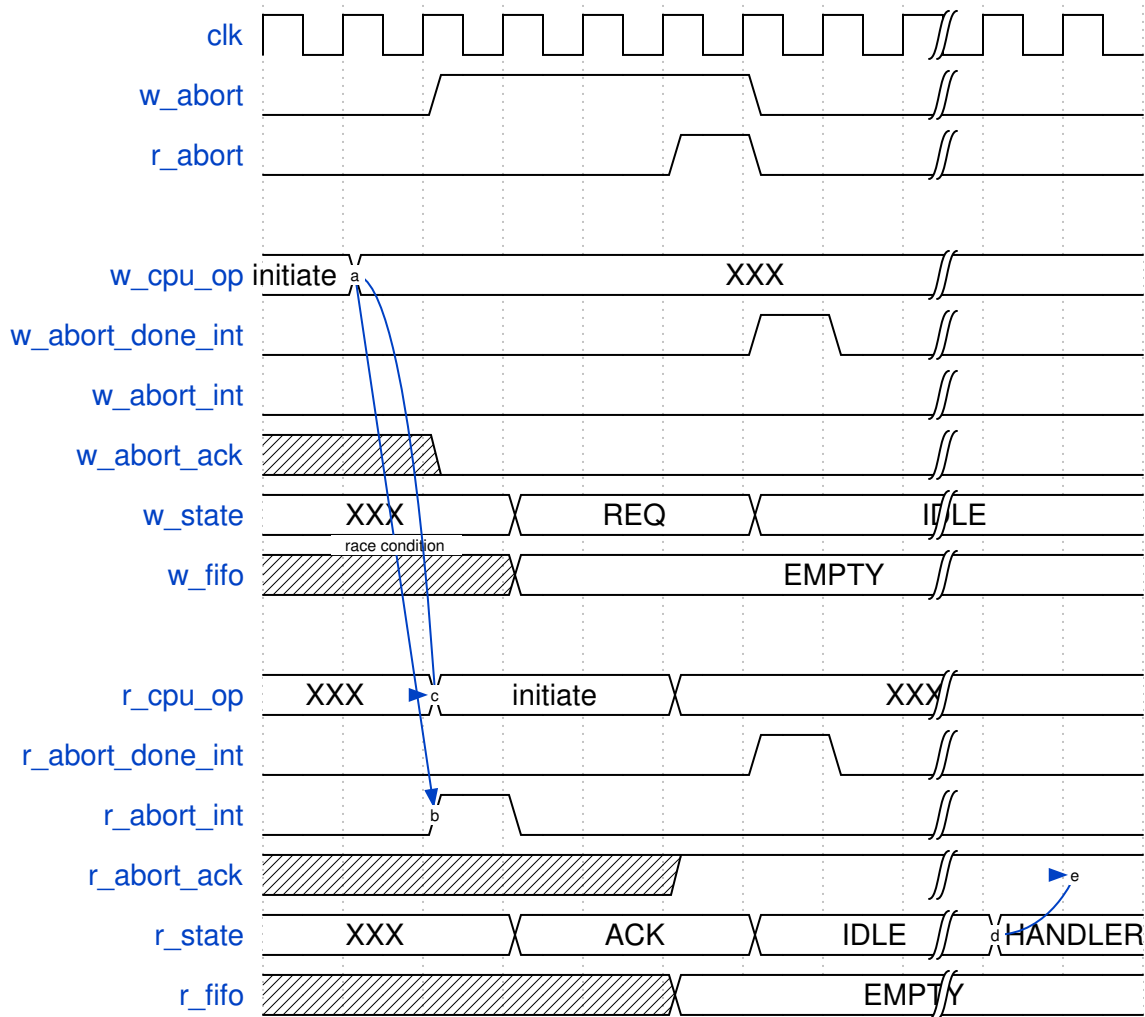 clk
w_abort
r_abort
w_cpu_op initiate a XXX
w_abort_done_int
w_abort_int
w_abort_ack
w_state XXX REQ IDLE
race condition
w_fifo EMPTY
r_cpu_op XXX c initiate XXX
r_abort_done_int
r_abort_int b
r_abort_ack e
r_state XXX ACK IDLE d HANDLER
r_fifo EMPTY